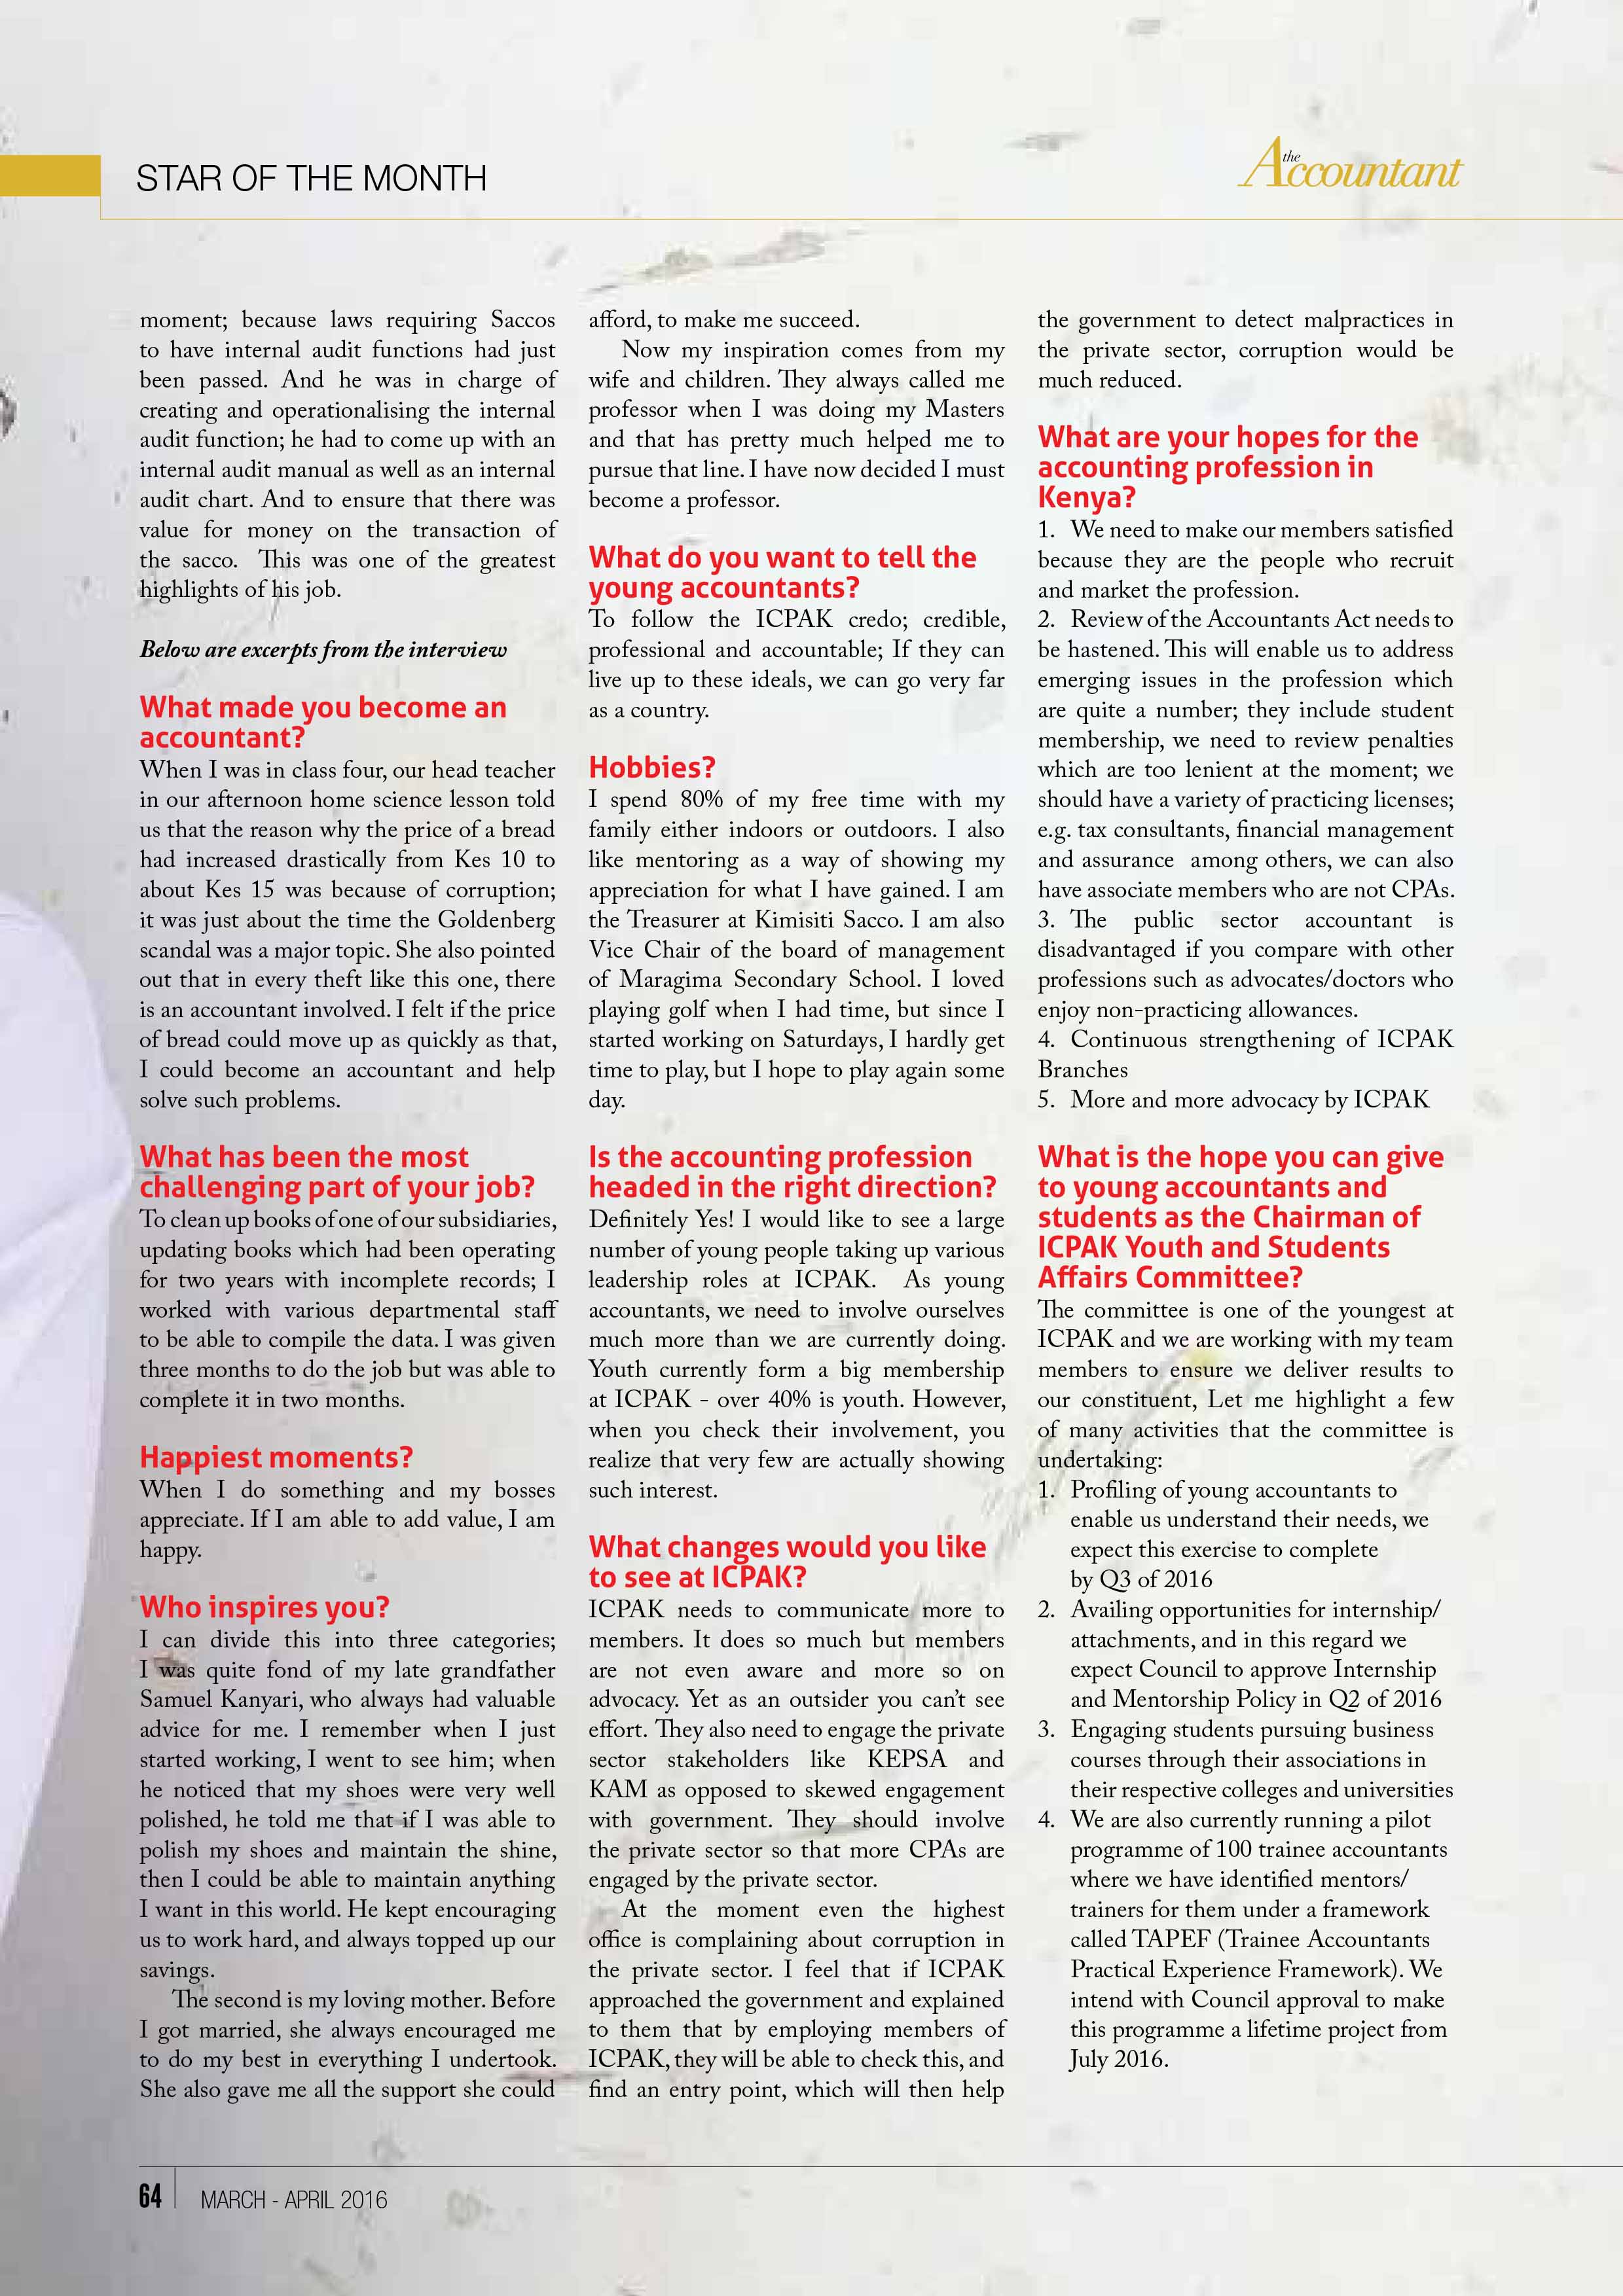 STAR OF THE MONTH
the Accountant
moment; because laws requiring Saccos
to have internal audit functions had just
been passed. And he was in charge of
creating and operationalising the internal
audit function; he had to come up with an
internal audit manual as well as an internal
audit chart. And to ensure that there was
value for money on the transaction of
the sacco. This was one of the greatest
highlights of his job.
Below are excerpts from the interview
What made you become an
accountant?
When I was in class four, our head teacher
in our afternoon home science lesson told
us that the reason why the price of a bread
had increased drastically from Kes 10 to
about Kes 15 was because of corruption;
it was just about the time the Goldenberg
scandal was a major topic. She also pointed
out that in every theft like this one, there
is an accountant involved. I felt if the price
of bread could move up as quickly as that,
I could become an accountant and help
solve such problems.
What has been the most
challenging part of your job?
To clean up books of one of our subsidiaries,
updating books which had been operating
for two years with incomplete records; I
worked with various departmental staff
to be able to compile the data. I was given
three months to do the job but was able to
complete it in two months.
Happiest moments?
When I do something and my bosses
appreciate. If I am able to add value, I am
happy.
Who inspires you?
I can divide this into three categories;
I was quite fond of my late grandfather
Samuel Kanyari, who always had valuable
advice for me. I remember when I just
started working, I went to see him; when
he noticed that my shoes were very well
polished, he told me that if I was able to
polish my shoes and maintain the shine,
then I could be able to maintain anything
I want in this world. He kept encouraging
us to work hard, and always topped up our
savings.
The second is my loving mother. Before
I got married, she always encouraged me
to do my best in everything I undertook.
She also gave me all the support she could
afford, to make me succeed.
Now my inspiration comes from my
wife and children. They always called me
professor when I was doing my Masters
and that has pretty much helped me to
pursue that line. I have now decided I must
become a professor.
What do you want to tell the
young accountants?
To follow the ICPAK credo; credible,
professional and accountable; If they can
live up to these ideals, we can go very far
as a country.
Hobbies?
I spend 80% of my free time with my
family either indoors or outdoors. I also
like mentoring as a way of showing my
appreciation for what I have gained. I am
the Treasurer at Kimisiti Sacco. I am also
Vice Chair of the board of management
of Maragima Secondary School. I loved
playing golf when I had time, but since I
started working on Saturdays, I hardly get
time to play, but I hope to play again some
day.
Is the accounting profession
headed in the right direction?
Definitely Yes! I would like to see a large
number of young people taking up various
leadership roles at ICPAK. As young
accountants, we need to involve ourselves
much more than we are currently doing.
Youth currently form a big membership
at ICPAK - over 40% is youth. However,
when you check their involvement, you
realize that very few are actually showing
such interest.
What changes would you like
to see at ICPAK?
ICPAK needs to communicate more to
members. It does so much but members
are not even aware and more so on
advocacy. Yet as an outsider you can't see
effort. They also need to engage the private
sector stakeholders like KEPSA and
KAM as opposed to skewed engagement
with government. They should involve
the private sector so that more CPAs are
engaged by the private sector.
At the moment even the highest
office is complaining about corruption in
the private sector. I feel that if ICPAK
approached the government and explained
to them that by employing members of
ICPAK, they will be able to check this, and
find an entry point, which will then help
the government to detect malpractices in
the private sector, corruption would be
much reduced.
What are your hopes for the
accounting profession in
Kenya?
1. We need to make our members satisfied
because they are the people who recruit
and market the profession.
2. Review of the Accountants Act needs to
be hastened. This will enable us to address
emerging issues in the profession which
are quite a number; they include student
membership, we need to review penalties
which are too lenient at the moment; we
should have a variety of practicing licenses;
e.g. tax consultants, financial management
and assurance among others, we can also
have associate members who are not CPAs.
3. The public sector accountant is
disadvantaged if you compare with other
professions such as advocates/doctors who
enjoy non-practicing allowances.
4. Continuous strengthening of ICPAK
Branches
5. More and more advocacy by ICPAK
What is the hope you can give
to young accountants and
students as the Chairman of
ICPAK Youth and Students
Affairs Committee?
The committee is one of the youngest at
ICPAK and we are working with my team
members to ensure we deliver results to
our constituent, Let me highlight a few
of many activities that the committee is
undertaking:
1. Profiling of young accountants to
enable us understand their needs, we
expect this exercise to complete
by Q3 of 2016
2. Availing opportunities for internship/
attachments, and in this regard we
expect Council to approve Internship
and Mentorship Policy in Q2 of 2016
3. Engaging students pursuing business
courses through their associations in
their respective colleges and universities
4. We are also currently running a pilot
programme of 100 trainee accountants
where we have identified mentors/
trainers for them under a framework
called TAPEF (Trainee Accountants
Practical Experience Framework). We
intend with Council approval to make
this programme a lifetime project from
July 2016.
64
MARCH - APRIL 2016